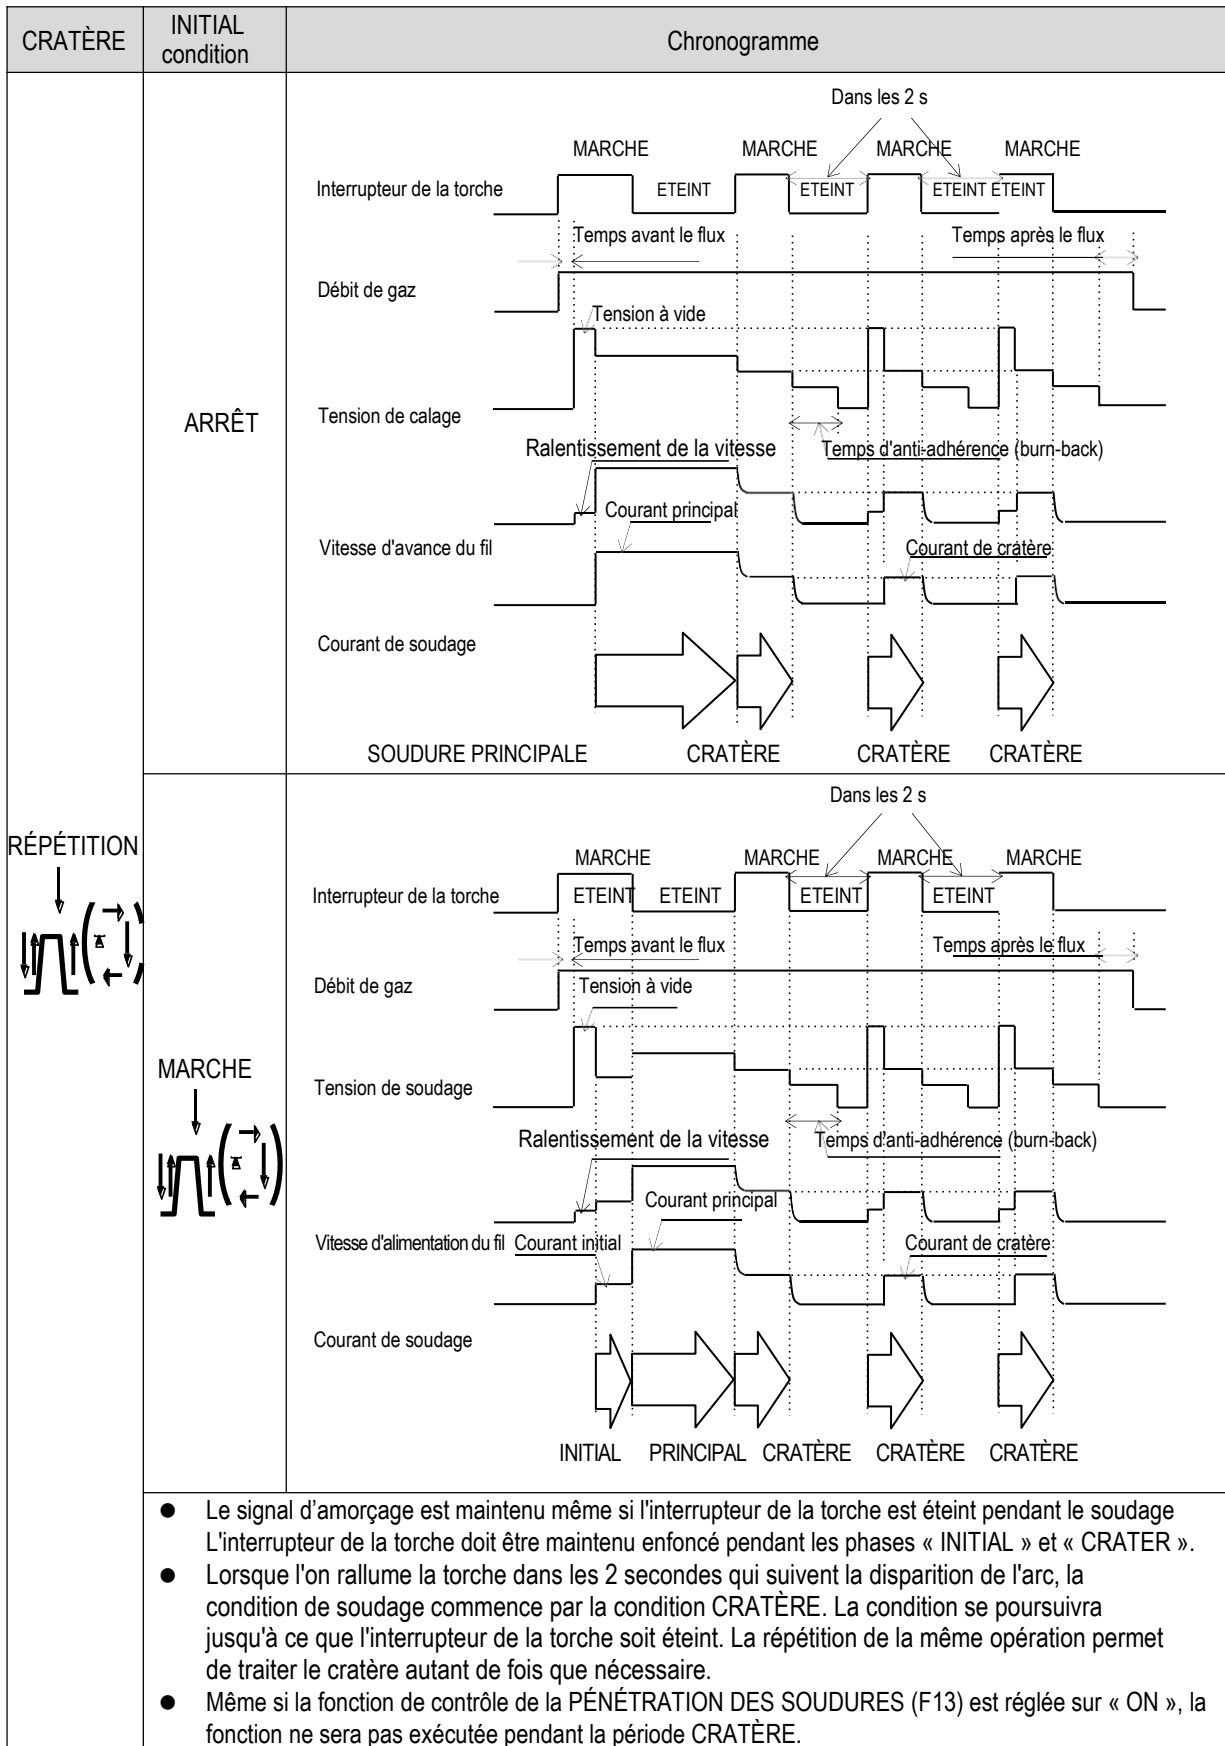 CRATÈRE
INITIAL
condition
Chronogramme
ARRÊT
Dans les 2 s
MARCHE MARCHE MARCHE MARCHE
Interrupteur de la torche
ETEINT ETEINT ETEINT ETEINT
Temps avant le flux
Temps après le flux
Débit de gaz
Tension à vide
Tension de calage
Ralentissement de la vitesse
Temps d'anti-adhérence (burn-back)
Courant principal
Vitesse d'avance du fil
Courant de cratère
Courant de soudage
SOUDURE PRINCIPALE CRATÈRE CRATÈRE CRATÈRE
RÉPÉTITION
MARCHE
Dans les 2 s
MARCHE MARCHE MARCHE MARCHE
Interrupteur de la torche
ETEINT ETEINT ETEINT ETEINT
Temps avant le flux
Temps après le flux
Débit de gaz
Tension à vide
Tension de soudage
Ralentissement de la vitesse
Temps d'anti-adhérence (burn-back)
Courant principal
Vitesse d'alimentation du fil
Courant initial
Courant de cratère
Courant de soudage
INITIAL PRINCIPAL CRATÈRE CRATÈRE CRATÈRE
● Le signal d’amorçage est maintenu même si l'interrupteur de la torche est éteint pendant le soudage
L'interrupteur de la torche doit être maintenu enfoncé pendant les phases « INITIAL » et « CRATER ».
● Lorsque l'on rallume la torche dans les 2 secondes qui suivent la disparition de l'arc, la
condition de soudage commence par la condition CRATÈRE. La condition se poursuivra
jusqu'à ce que l'interrupteur de la torche soit éteint. La répétition de la même opération permet
de traiter le cratère autant de fois que nécessaire.
● Même si la fonction de contrôle de la PÉNÉTRATION DES SOUDURES (F13) est réglée sur « ON », la
fonction ne sera pas exécutée pendant la période CRATÈRE.